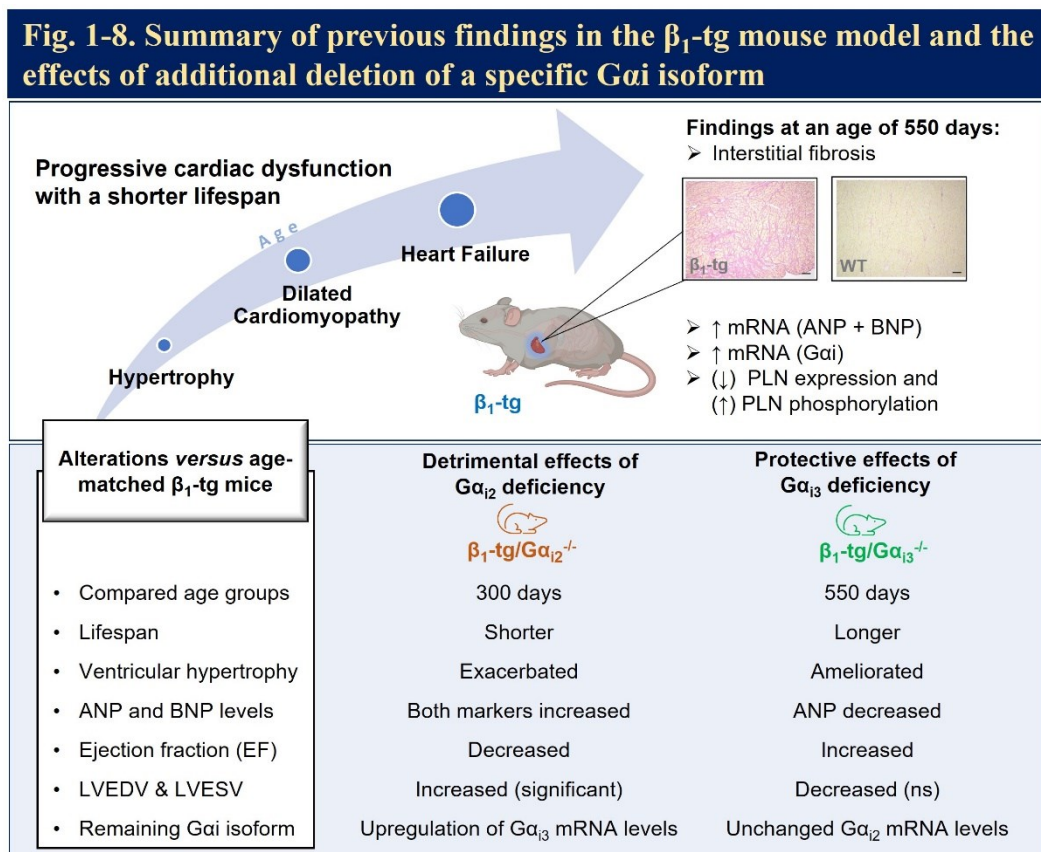 Fig. 1-8. Summary of previous findings in the β₁-tg mouse model and the
effects of additional deletion of a specific Gαi isoform
Progressive cardiac dysfunction
with a shorter lifespan
Age
Hypertrophy
Dilated
Cardiomyopathy
Heart Failure
β₁-tg
Findings at an age of 550 days:
➢ Interstitial fibrosis
β₁-tg
WT
➢ ↑ mRNA (ANP + BNP)
➢ ↑ mRNA (Gαi)
➢ (↓) PLN expression and
(↑) PLN phosphorylation
Alterations versus age-
matched β₁-tg mice
Detrimental effects of
Gαi2 deficiency
β₁-tg/Gαi2-/-
Protective effects of
Gαi3 deficiency
β₁-tg/Gαi3-/-
• Compared age groups 300 days 550 days
• Lifespan Shorter Longer
• Ventricular hypertrophy Exacerbated Ameliorated
• ANP and BNP levels Both markers increased ANP decreased
• Ejection fraction (EF) Decreased Increased
• LVEDV & LVESV Increased (significant) Decreased (ns)
• Remaining Gαi isoform Upregulation of Gαi3 mRNA levels Unchanged Gαi2 mRNA levels